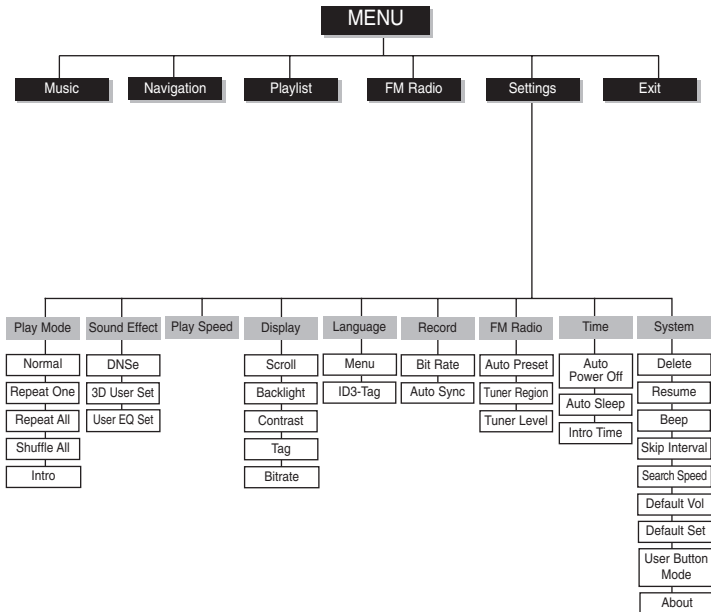 MENU
Music
Navigation
Playlist
FM Radio
Settings
Exit
Play Mode
Sound Effect
Play Speed
Display
Language
Record
FM Radio
Time
System
Normal
Repeat One
Repeat All
Shuffle All
Intro
DNSe
3D User Set
User EQ Set
Scroll
Backlight
Contrast
Tag
Bitrate
Menu
ID3-Tag
Bit Rate
Auto Sync
Auto Preset
Tuner Region
Tuner Level
Auto
Power Off
Auto Sleep
Intro Time
Delete
Resume
Beep
Skip Interval
Search Speed
Default Vol
Default Set
User Button
Mode
About